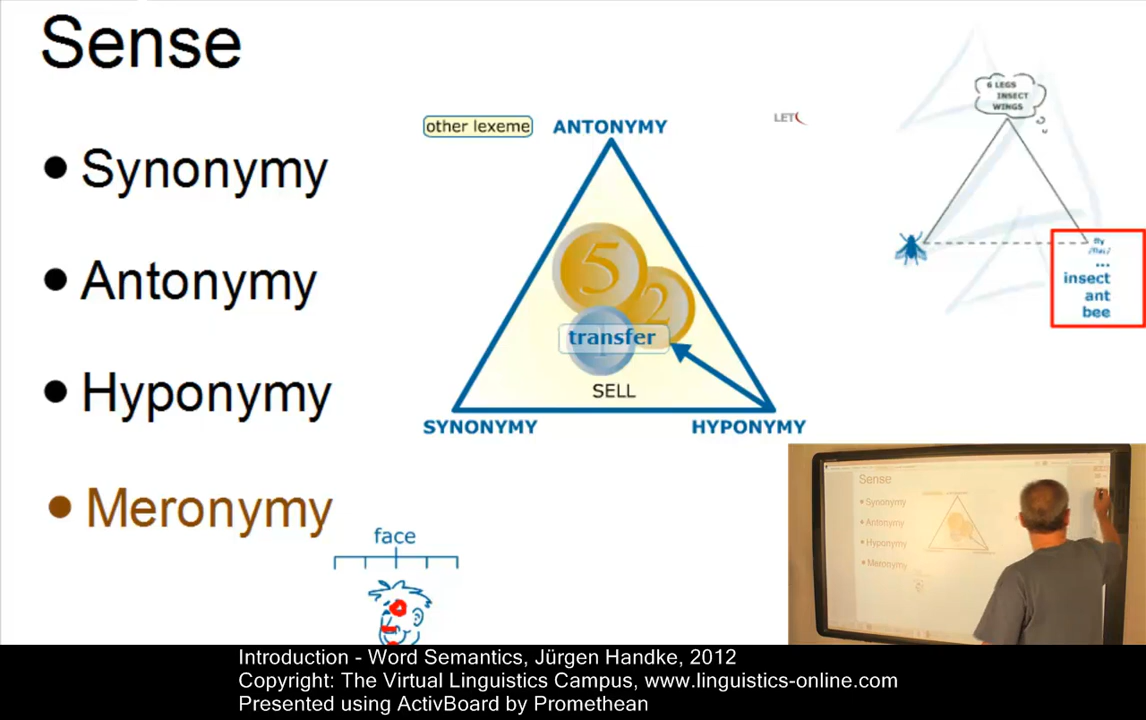 Sense
Synonymy
Antonymy
Hyponymy
Meronymy
other lexeme
ANTONYMY
5
2
transfer
SELL
SYNONYMY
HYPONYMY
face
LET
6 LEGS
INSECT
WINGS
fly
...
insect
ant
bee
Sense
Synonymy
Antonymy
Hyponymy
Meronymy
Introduction - Word Semantics, Jürgen Handke, 2012
Copyright: The Virtual Linguistics Campus, www.linguistics-online.com
Presented using ActivBoard by Promethean